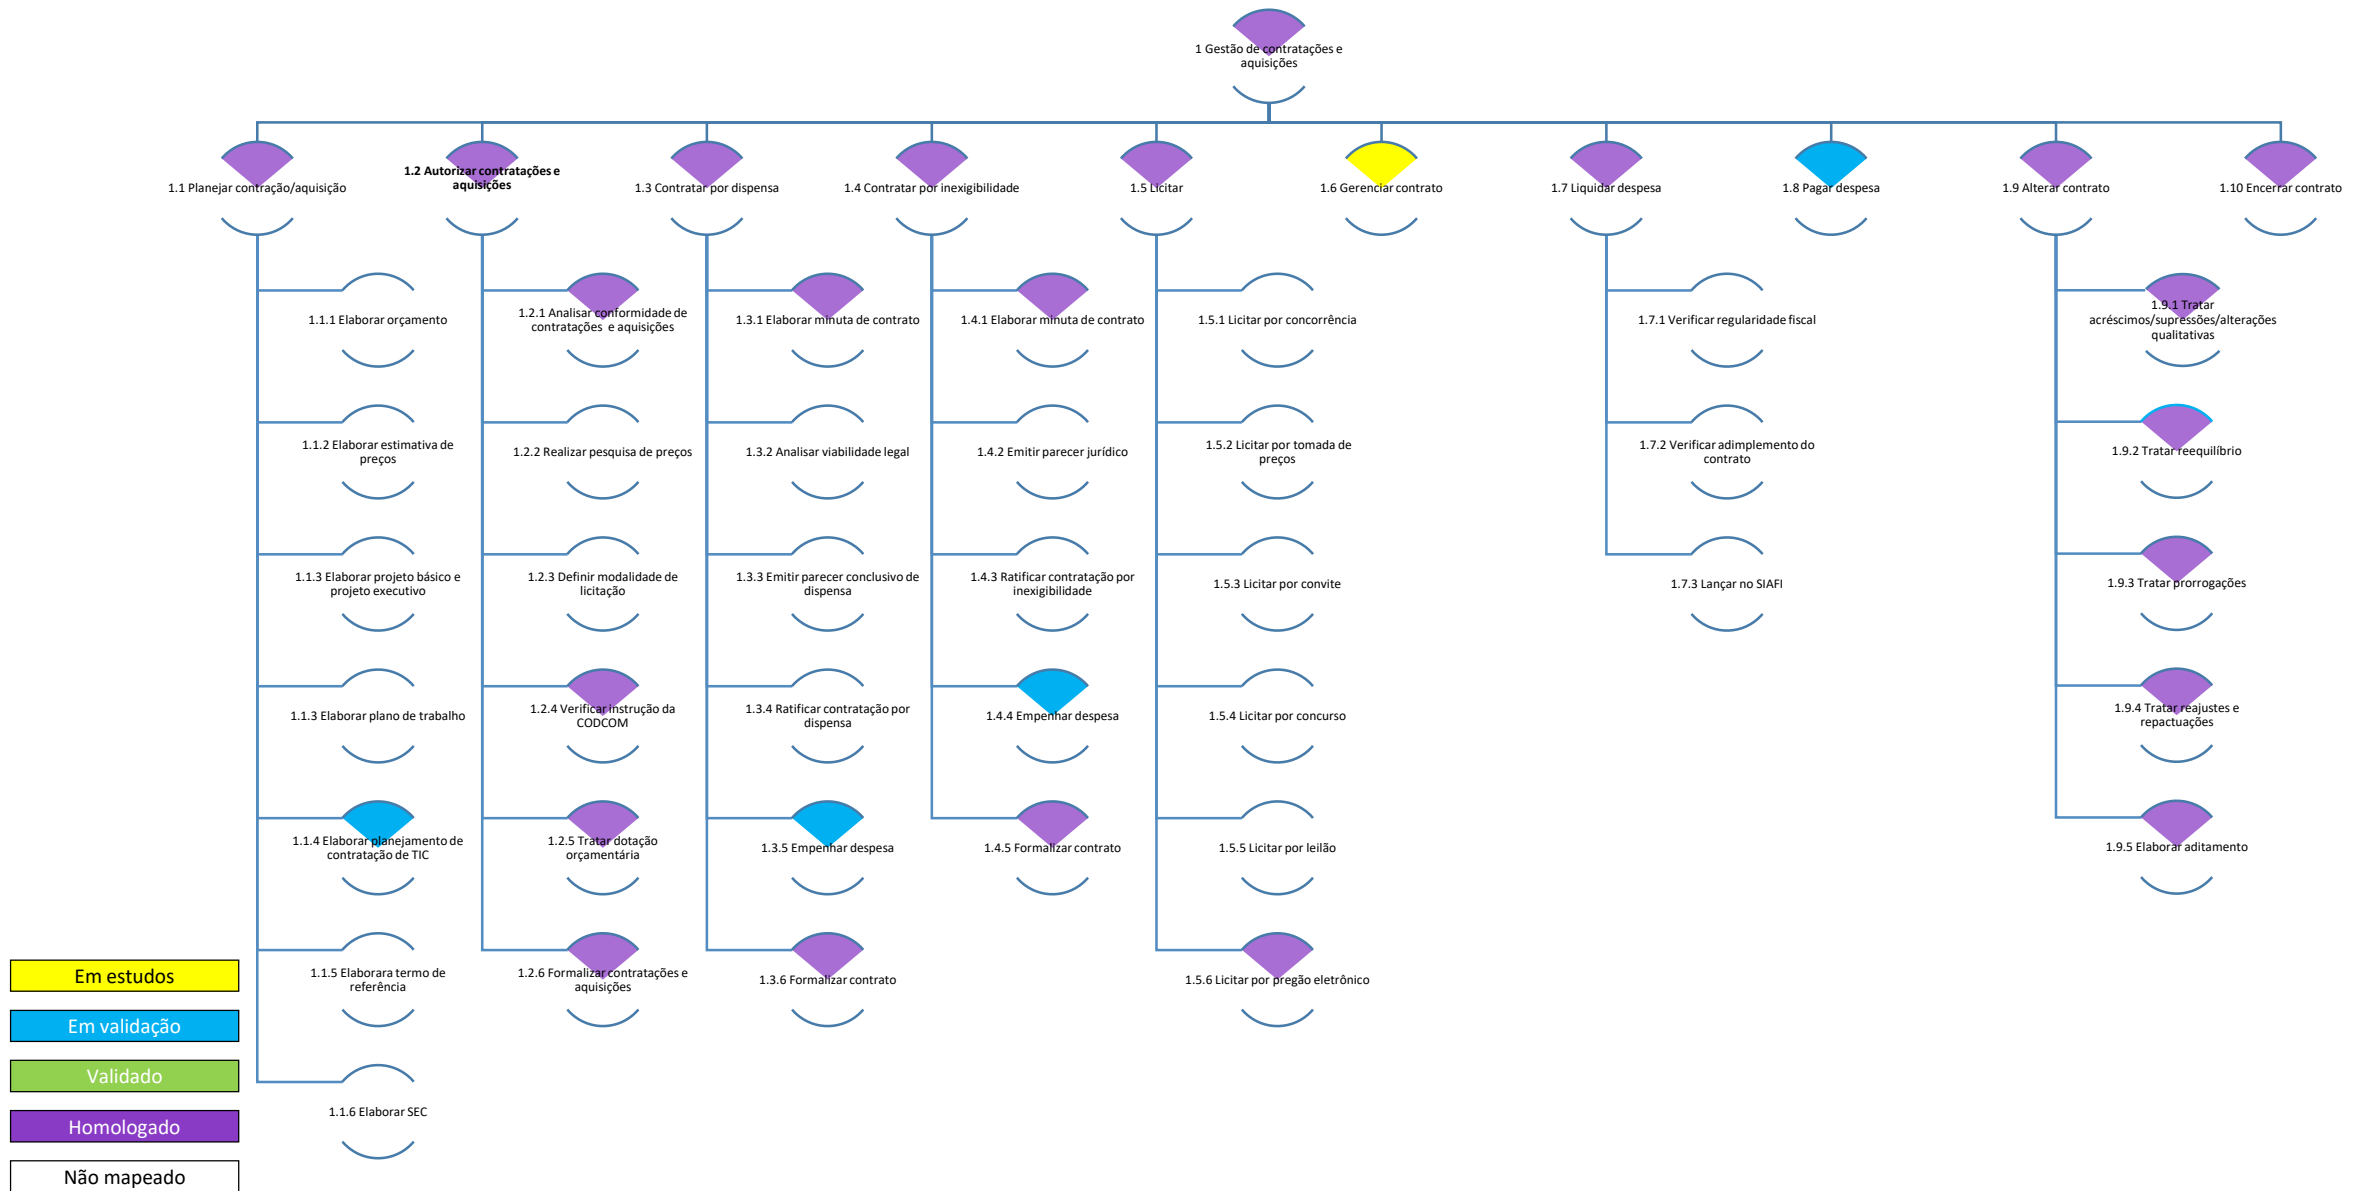 1 Gestão de contratações e
aquisições
1.1 Planejar contração/aquisição
1.2 Autorizar contratações e
aquisições
1.3 Contratar por dispensa
1.4 Contratar por inexigibilidade
1.5 Licitar
1.6 Gerenciar contrato
1.7 Liquidar despesa
1.8 Pagar despesa
1.9 Alterar contrato
1.10 Encerrar contrato
1.1.1 Elaborar orçamento
1.1.2 Elaborar estimativa de
preços
1.1.3 Elaborar projeto básico e
projeto executivo
1.1.3 Elaborar plano de trabalho
1.1.4 Elaborar planejamento de
contratação de TIC
1.1.5 Elaborara termo de
referência
1.1.6 Elaborar SEC
1.2.1 Analisar conformidade de
contratações e aquisições
1.2.2 Realizar pesquisa de preços
1.2.3 Definir modalidade de
licitação
1.2.4 Verificar instrução da
CODCOM
1.2.5 Tratar dotação
orçamentária
1.2.6 Formalizar contratações e
aquisições
1.3.1 Elaborar minuta de contrato
1.3.2 Analisar viabilidade legal
1.3.3 Emitir parecer conclusivo de
dispensa
1.3.4 Ratificar contratação por
dispensa
1.3.5 Empenhar despesa
1.3.6 Formalizar contrato
1.4.1 Elaborar minuta de contrato
1.4.2 Emitir parecer jurídico
1.4.3 Ratificar contratação por
inexigibilidade
1.4.4 Empenhar despesa
1.4.5 Formalizar contrato
1.5.1 Licitar por concorrência
1.5.2 Licitar por tomada de
preços
1.5.3 Licitar por convite
1.5.4 Licitar por concurso
1.5.5 Licitar por leilão
1.5.6 Licitar por pregão eletrônico
1.7.1 Verificar regularidade fiscal
1.7.2 Verificar adimplemento do
contrato
1.7.3 Lançar no SIAFI
1.9.1 Tratar
acréscimos/supressões/alterações
qualitativas
1.9.2 Tratar reequilíbrio
1.9.3 Tratar prorrogações
1.9.4 Tratar reajustes e
repactuações
1.9.5 Elaborar aditamento
Em estudos
Em validação
Validado
Homologado
Não mapeado